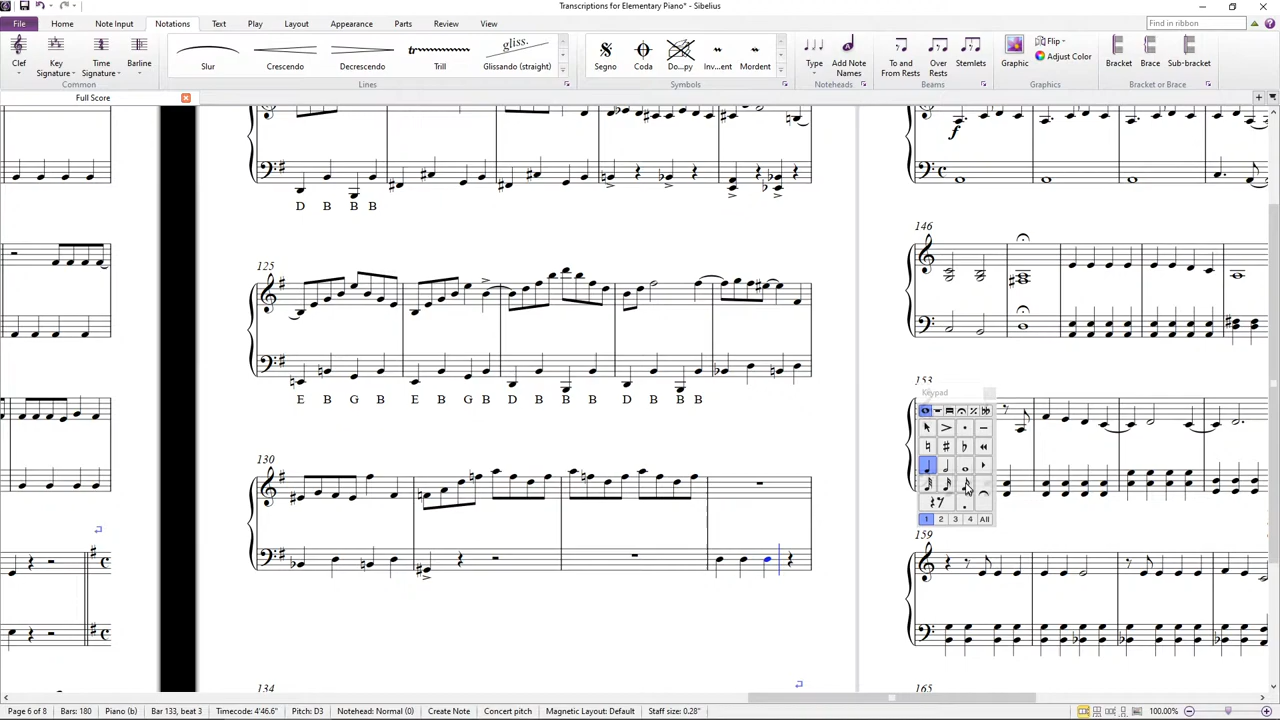 Transcriptions for Elementary Piano* - Sibelius
File Home Note Input Notations Text Play Layout Appearance Parts Review View
Find in ribbon
Clef
Key Signature
Time Signature
Barline
Common
Slur
Crescendo
Decrescendo
tr
Trill
gliss.
Glissando (straight)
Lines
Segno
Coda
Do...py
Inv...ent
Mordent
Symbols
Type
Add Note Names
Noteheads
To and From Rests
Over Rests
Stemlets
Beams
Graphic
Flip
Adjust Color
Graphics
Bracket
Brace
Sub-bracket
Bracket or Brace
Full Score
f
D B B B
125
E B G B E B G B D B B B D B B B
130
134
146
153
Keypad
1 2 3 4 All
159
165
Page 6 of 8 Bars: 180 Piano (b) Bar 133, beat 3 Timecode: 4'46.6" Pitch: D3 Notehead: Normal (0) Create Note Concert pitch Magnetic Layout: Default Staff size: 0.28" 100.00%